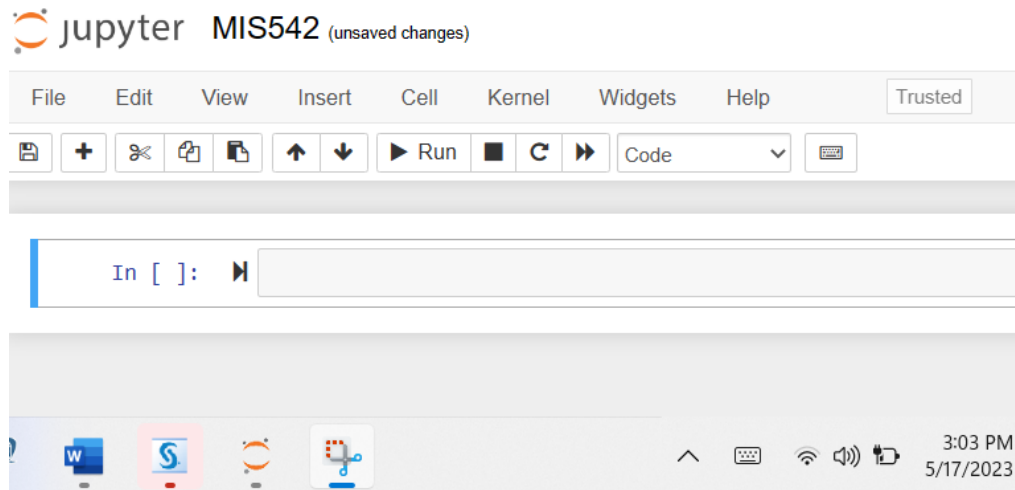 jupyter MIS542 (unsaved changes)
File Edit View Insert Cell Kernel Widgets Help Trusted
Run Code
In [ ]:
W S
3:03 PM
5/17/2023